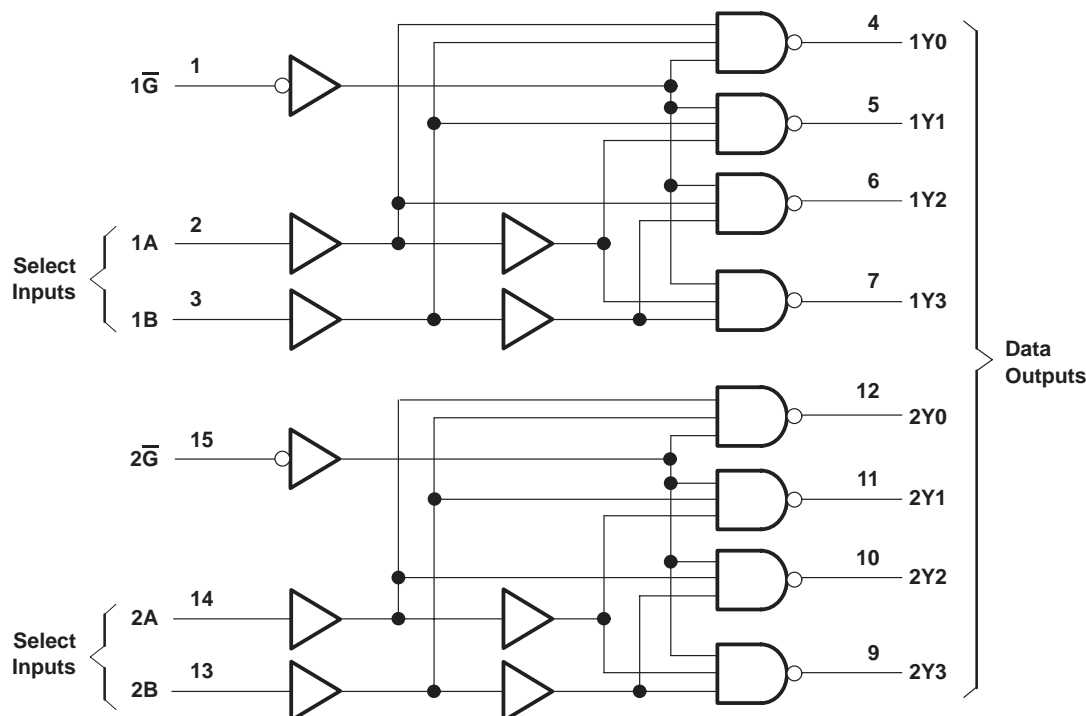 4
1Y0
1
1G̅
5
1Y1
6
1Y2
2
1A
Select
Inputs
3
1B
7
1Y3
Data
Outputs
12
2Y0
15
2G̅
11
2Y1
10
2Y2
14
2A
Select
Inputs
13
2B
9
2Y3